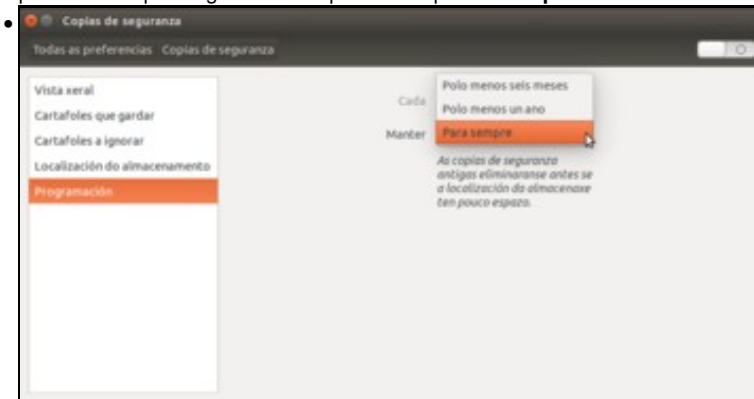 Copias de seguranza
Todas as preferencias Copias de seguranza
Vista xeral
Cartafoles que gardar
Cartafoles a ignorar
Localización do almacenamento
Programación
Cada
Polo menos seis meses
Polo menos un ano
Manter Para sempre
As copias de seguranza
antigas eliminaranse antes se
a localización do almacenaxe
ten pouco espazo.